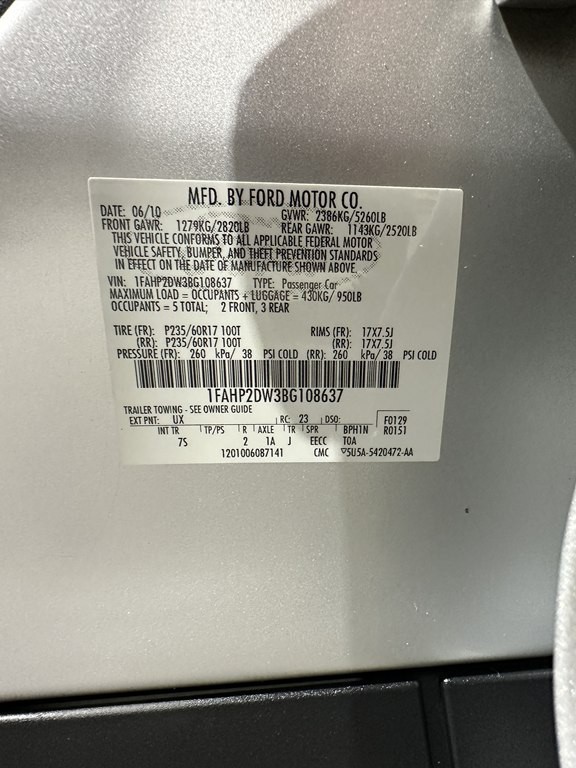 MFD. BY FORD MOTOR CO.
DATE: 06/10 GVWR: 2386KG/5260LB
FRONT GAWR: 1279KG/2820LB REAR GAWR: 1143KG/2520LB
THIS VEHICLE CONFORMS TO ALL APPLICABLE FEDERAL MOTOR
VEHICLE SAFETY, BUMPER, AND THEFT PREVENTION STANDARDS
IN EFFECT ON THE DATE OF MANUFACTURE SHOWN ABOVE.
VIN: 1FAHP2DW3BG108637 TYPE: Passenger Car
MAXIMUM LOAD = OCCUPANTS + LUGGAGE = 430KG/ 950LB
OCCUPANTS = 5 TOTAL; 2 FRONT, 3 REAR
TIRE (FR): P235/60R17 100T RIMS (FR): 17X7.5J
(RR): P235/60R17 100T (RR): 17X7.5J
PRESSURE (FR): 260 kPa/ 38 PSI COLD (RR): 260 kPa/ 38 PSI COLD
1FAHP2DW3BG108637
TRAILER TOWING - SEE OWNER GUIDE
EXT PNT: UX RC: 23 DSO: F0129
INT TR TP/PS R AXLE TR SPR BPH1N R0151
7S 2 1A J EECC T0A
1201006087141 CMC ▽5U5A-5420472-AA